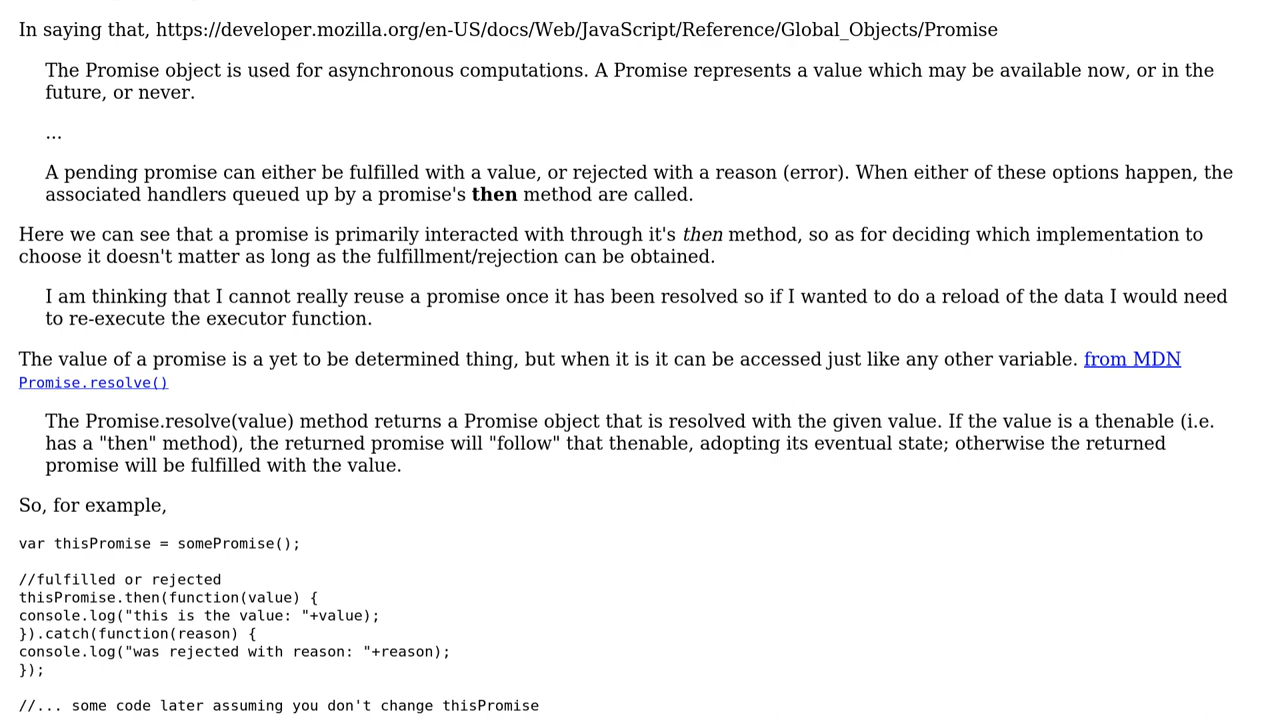 In saying that, https://developer.mozilla.org/en-US/docs/Web/JavaScript/Reference/Global_Objects/Promise
The Promise object is used for asynchronous computations. A Promise represents a value which may be available now, or in the
future, or never.
...
A pending promise can either be fulfilled with a value, or rejected with a reason (error). When either of these options happen, the
associated handlers queued up by a promise's then method are called.
Here we can see that a promise is primarily interacted with through it's then method, so as for deciding which implementation to
choose it doesn't matter as long as the fulfillment/rejection can be obtained.
I am thinking that I cannot really reuse a promise once it has been resolved so if I wanted to do a reload of the data I would need
to re-execute the executor function.
The value of a promise is a yet to be determined thing, but when it is it can be accessed just like any other variable. from MDN
Promise.resolve()
The Promise.resolve(value) method returns a Promise object that is resolved with the given value. If the value is a thenable (i.e.
has a "then" method), the returned promise will "follow" that thenable, adopting its eventual state; otherwise the returned
promise will be fulfilled with the value.
So, for example,
var thisPromise = somePromise();
//fulfilled or rejected
thisPromise.then(function(value) {
console.log("this is the value: "+value);
}).catch(function(reason) {
console.log("was rejected with reason: "+reason);
});
//... some code later assuming you don't change thisPromise